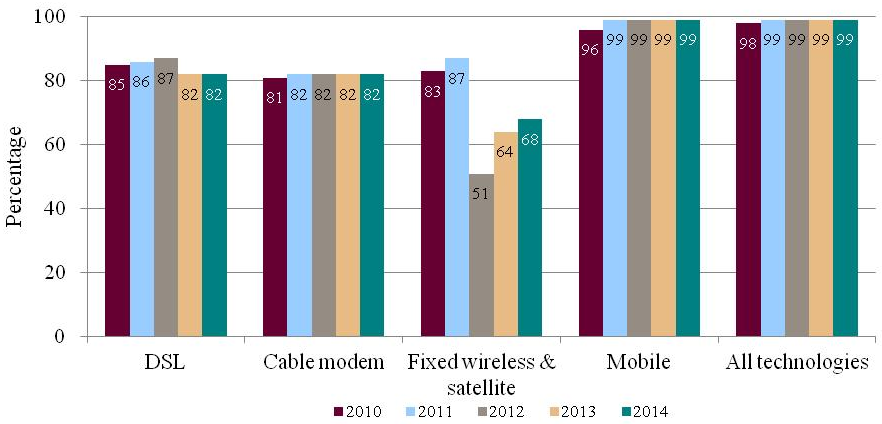 100
80
60
40
20
0
Percentage
85 86 87 82 82
81 82 82 82 82
83 87 51 64 68
96 99 99 99 99
98 99 99 99 99
DSL
Cable modem
Fixed wireless &
satellite
Mobile
All technologies
2010 2011 2012 2013 2014